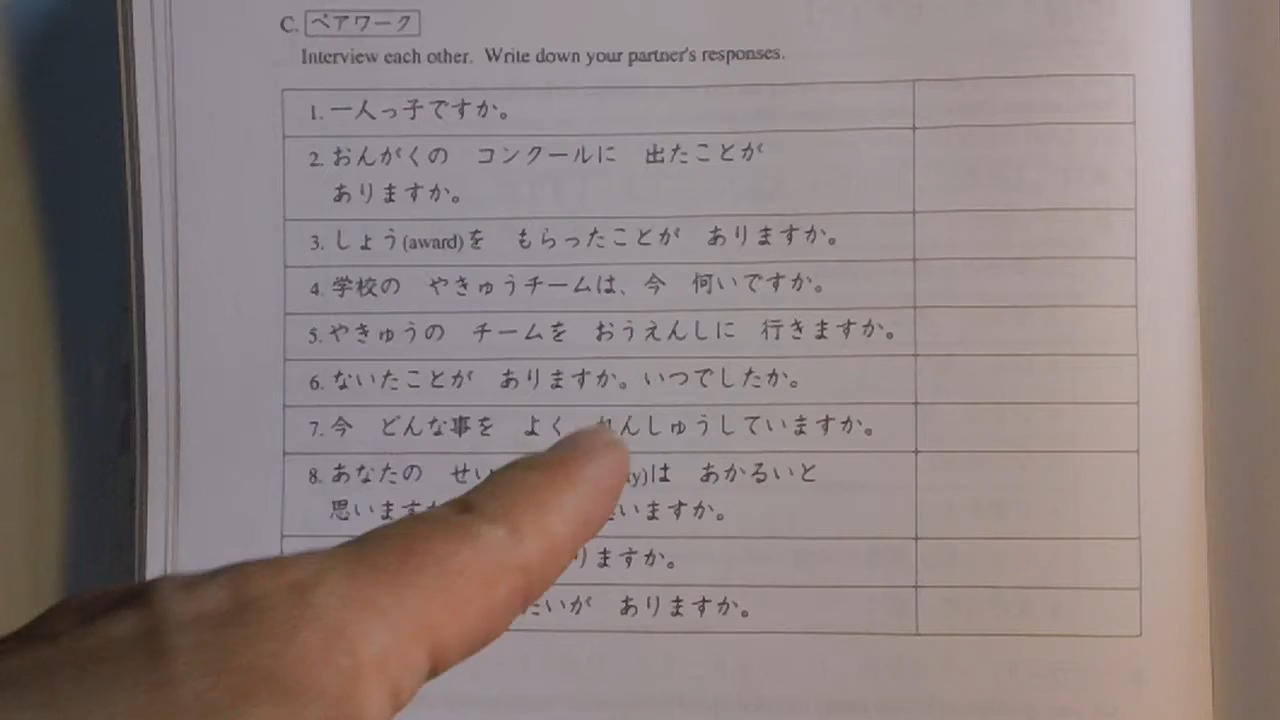 C. ペアワーク
Interview each other. Write down your partner's responses.
1. 一人っ子ですか。
2. おんがくの コンクールに 出たことが
ありますか。
3. しょう(award)を もらったことが ありますか。
4. 学校の やきゅうチームは、今 何いですか。
5. やきゅうの チームを おうえんしに 行きますか。
6. ないたことが ありますか。いつでしたか。
7. 今 どんな事を よく れんしゅうしていますか。
8. あなたの は あかるいと
思います いますか。
りますか。
たいが ありますか。